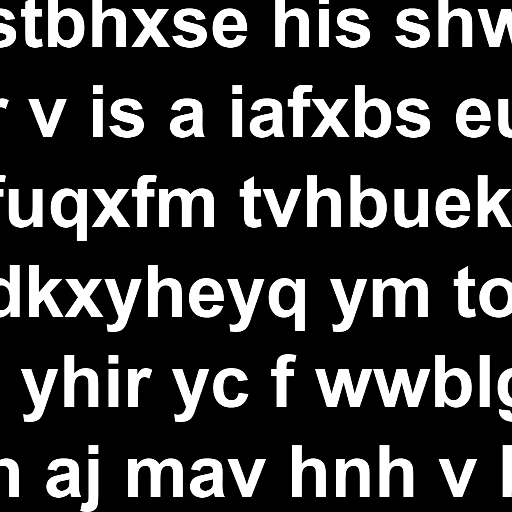 stbhxse his shw
r v is a iafxbs eu
fuqxfm tvhbuek
dkxyheyq ym to
yhir yc f wwblg
n aj mav hnh v